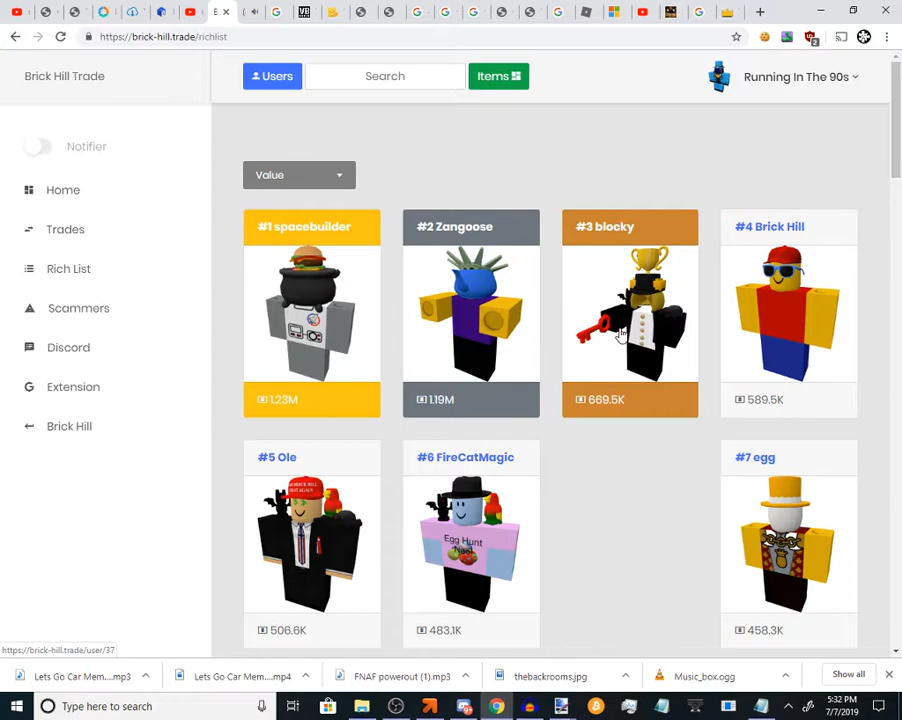 https://brick-hill.trade/richlist
2
Brick Hill Trade
Users
Search
Items
Running In The 90s
Notifier
Home
Trades
Rich List
Scammers
Discord
Extension
Brick Hill
Value
#1 spacebuilder
#2 Zangoose
#3 blocky
#4 Brick Hill
1.23M
1.19M
669.5K
589.5K
#5 Ole
#6 FireCatMagic
#7 egg
Egg Hunt
506.6K
483.1K
458.3K
https://brick-hill.trade/user/37
Lets Go Car Mem....mp3
Lets Go Car Mem....mp4
FNAF powerout (1).mp3
thebackrooms.jpg
Music_box.ogg
Show all
Type here to search
5:32 PM
7/7/2019